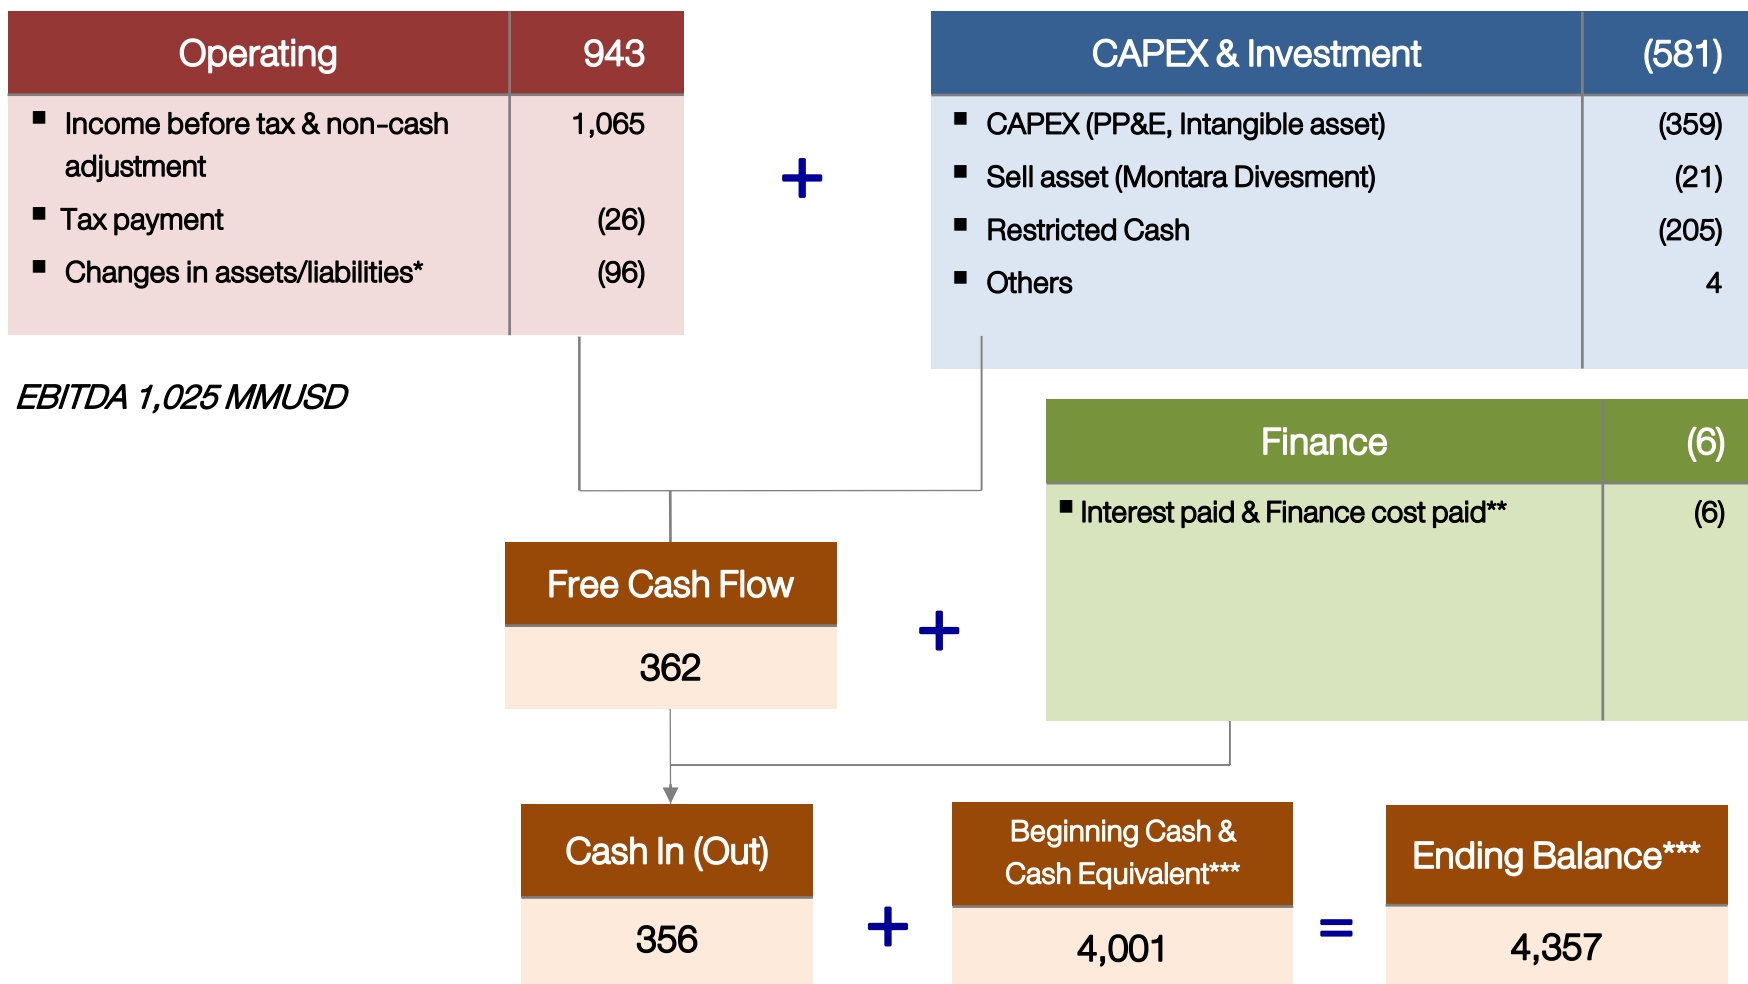 Operating 943
▪ Income before tax & non-cash 1,065
adjustment
▪ Tax payment (26)
▪ Changes in assets/liabilities* (96)
EBITDA 1,025 MMUSD
+
CAPEX & Investment (581)
▪ CAPEX (PP&E, Intangible asset) (359)
▪ Sell asset (Montara Divesment) (21)
▪ Restricted Cash (205)
▪ Others 4
Finance (6)
▪ Interest paid & Finance cost paid** (6)
Free Cash Flow
362
+
Cash In (Out)
356
+
Beginning Cash &
Cash Equivalent***
4,001
=
Ending Balance***
4,357